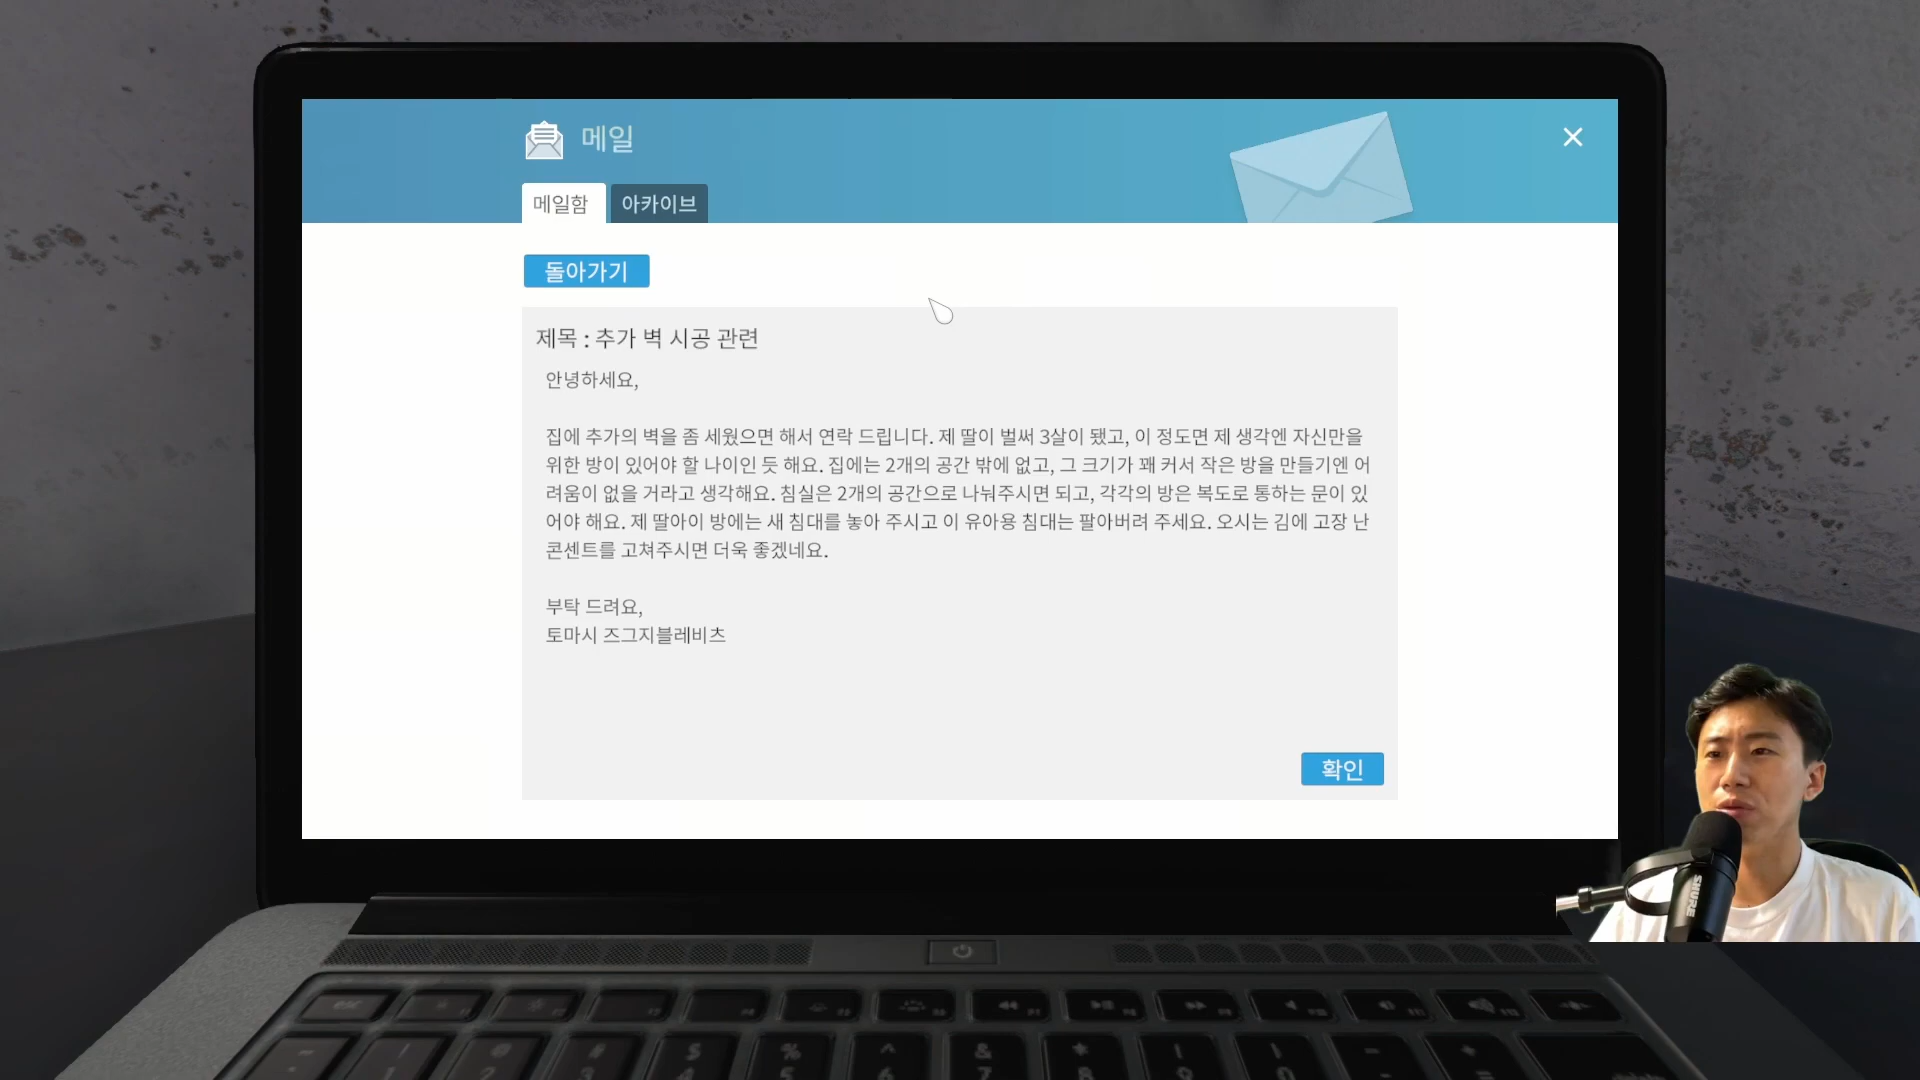 메일
메일함
아카이브
돌아가기
제목 : 추가 벽 시공 관련
안녕하세요,
집에 추가의 벽을 좀 세웠으면 해서 연락 드립니다. 제 딸이 벌써 3살이 됐고, 이 정도면 제 생각엔 자신만을
위한 방이 있어야 할 나이인 듯 해요. 집에는 2개의 공간 밖에 없고, 그 크기가 꽤 커서 작은 방을 만들기엔 어
려움이 없을 거라고 생각해요. 침실은 2개의 공간으로 나눠주시면 되고, 각각의 방은 복도로 통하는 문이 있
어야 해요. 제 딸아이 방에는 새 침대를 놓아 주시고 이 유아용 침대는 팔아버려 주세요. 오시는 김에 고장 난
콘센트를 고쳐주시면 더욱 좋겠네요.
부탁 드려요,
토마시 즈그지블레비츠
확인
SHURE
esc
~ ! @ # $ % ^ & *
1 2 3 4 5 6 7 8 9 0